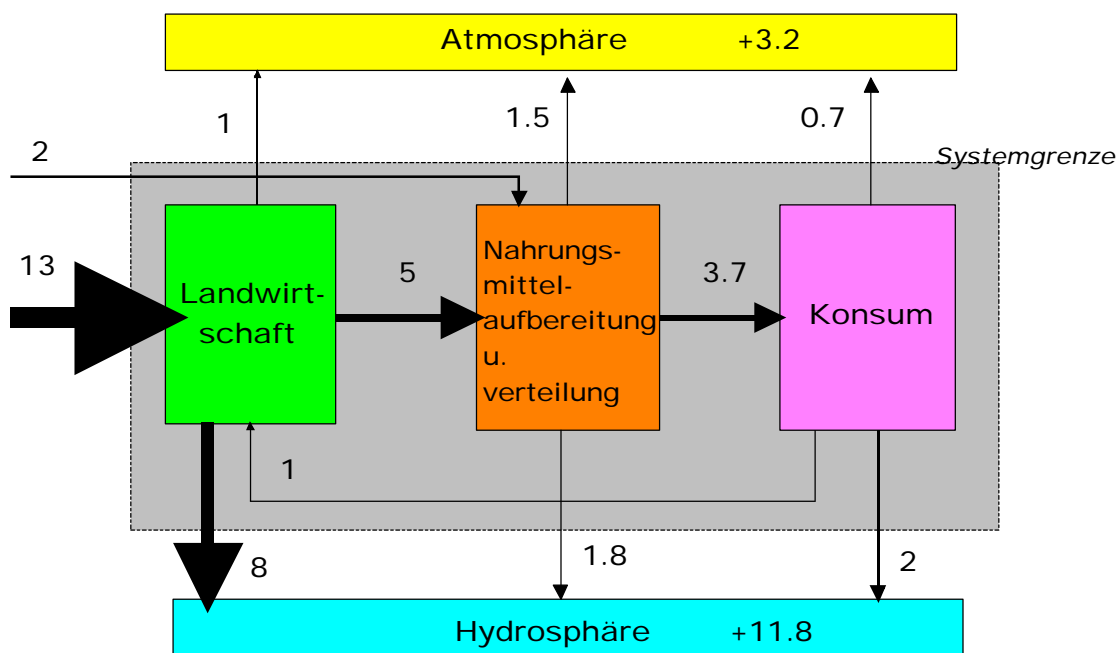 Atmosphäre +3.2
1
1.5
0.7
2
Systemgrenze
13
Landwirt-
schaft
5
Nahrungs-
mittel-
aufbereitung
u.
verteilung
3.7
Konsum
1
8
1.8
2
Hydrosphäre +11.8